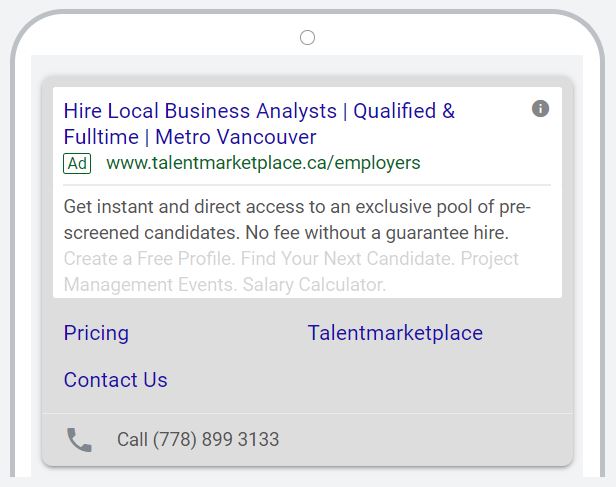 Hire Local Business Analysts | Qualified &
Fulltime | Metro Vancouver
Ad www.talentmarketplace.ca/employers
Get instant and direct access to an exclusive pool of pre-
screened candidates. No fee without a guarantee hire.
Create a Free Profile. Find Your Next Candidate. Project
Management Events. Salary Calculator.
Pricing Talentmarketplace
Contact Us
Call (778) 899 3133